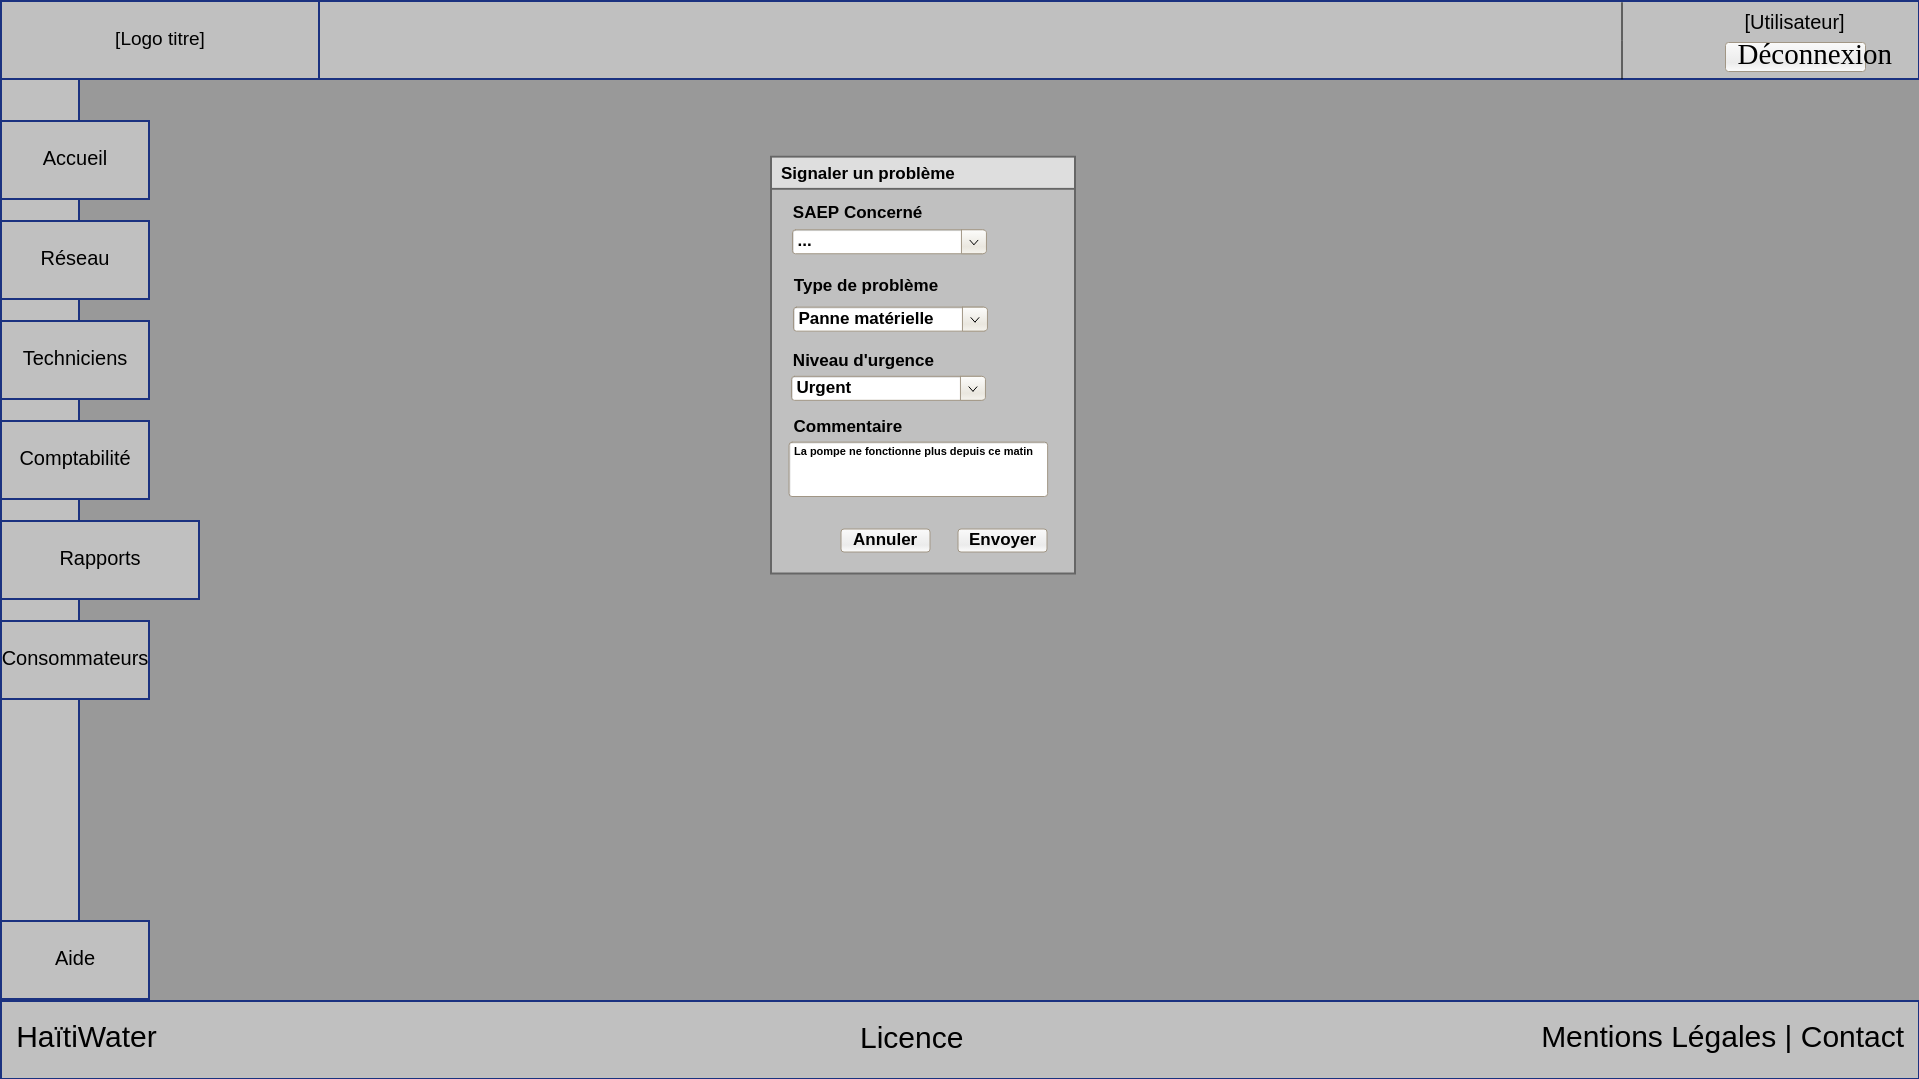 [Logo titre]
[Utilisateur]
Déconnexion
Accueil
Réseau
Techniciens
Comptabilité
Rapports
Consommateurs
Aide
Signaler un problème
SAEP Concerné
...
Type de problème
Panne matérielle
Niveau d'urgence
Urgent
Commentaire
La pompe ne fonctionne plus depuis ce matin
Annuler Envoyer
HaïtiWater Licence Mentions Légales | Contact